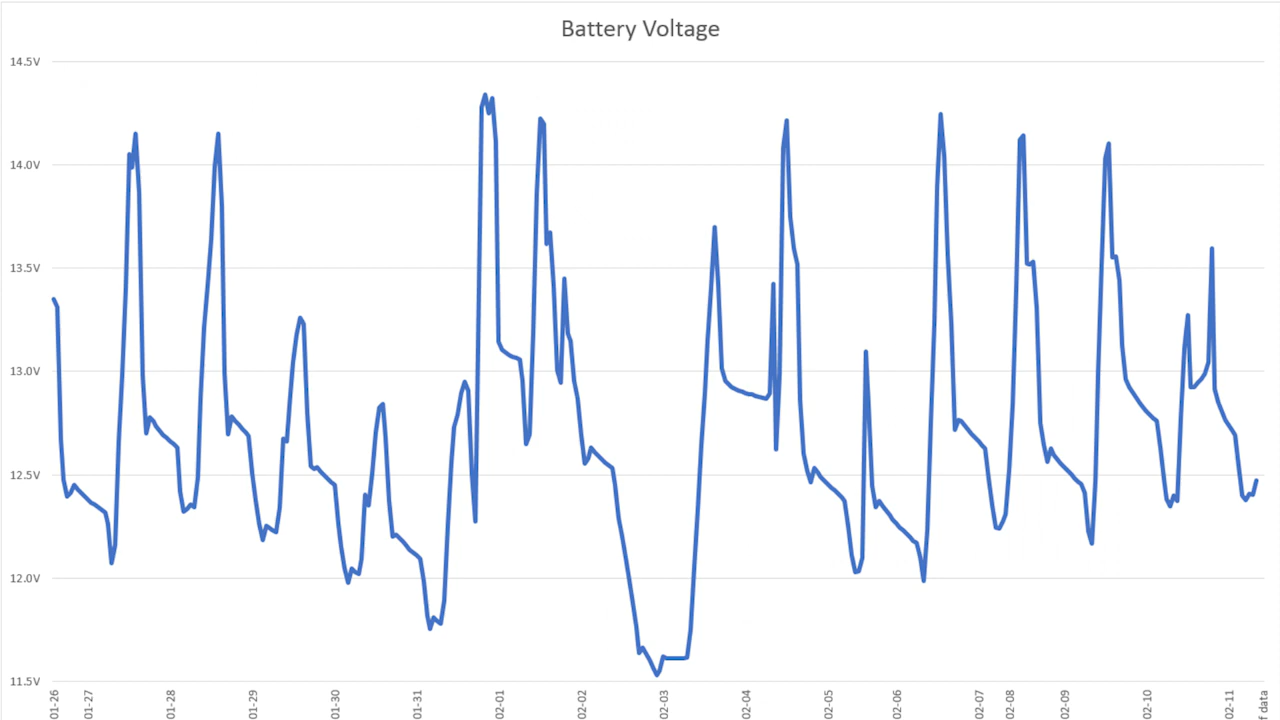 Battery Voltage
14.5V
14.0V
13.5V
13.0V
12.5V
12.0V
11.5V
01-26
01-27
01-28
01-29
01-30
01-31
02-01
02-02
02-03
02-04
02-05
02-06
02-07
02-08
02-09
02-10
02-11
f data